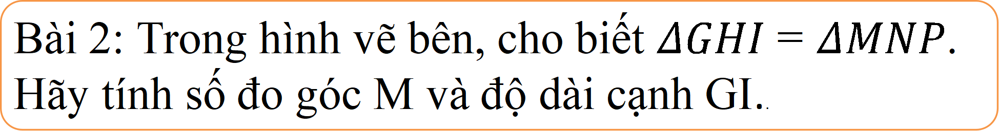 Bài 2: Trong hình vẽ bên, cho biết ΔGHI = ΔMNP.
Hãy tính số đo góc M và độ dài cạnh GI..